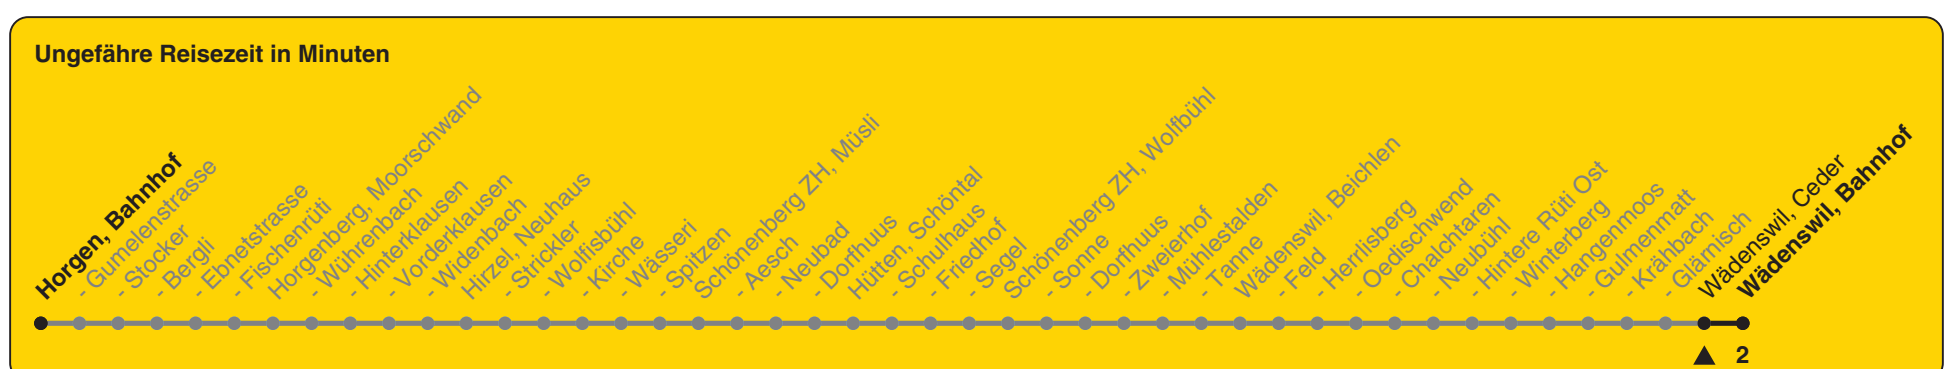 Ungefähre Reisezeit in Minuten
Horgen, Bahnhof
- Gumelenstrasse
- Stocker
- Bergli
- Ebnetstrasse
- Fischenrüti
Horgenberg, Moorschwand
- Wührenbach
- Hinterklausen
- Vorderklausen
- Widenbach
Hirzel, Neuhaus
- Strickler
- Wolfisbühl
- Kirche
- Wässeri
- Spitzen
Schönenberg ZH, Müsli
- Aesch
- Neubad
- Dorfhuus
Hütten, Schöntal
- Schulhaus
- Friedhof
- Segel
Schönenberg ZH, Wolfbühl
- Sonne
- Dorfhuus
- Zweierhof
- Mühlestalden
- Tanne
Wädenswil, Beichlen
- Feld
- Herrlisberg
- Oedischwend
- Chalchtaren
- Neubühl
- Hintere Rüti Ost
- Winterberg
- Hangenmoos
- Gulmenmatt
- Krähbach
- Glärnisch
Wädenswil, Ceder
Wädenswil, Bahnhof
2